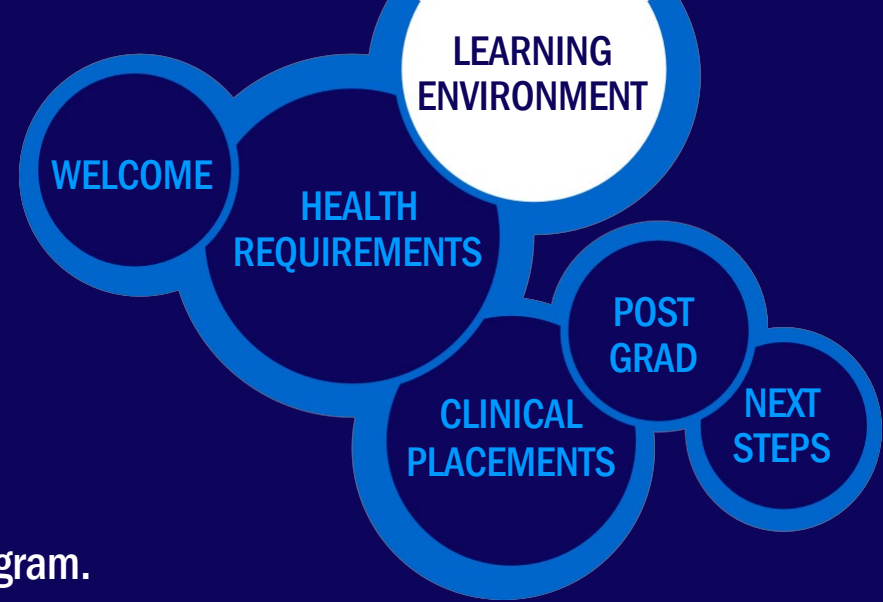 LEARNING
ENVIRONMENT
WELCOME
HEALTH
REQUIREMENTS
POST
GRAD
CLINICAL
PLACEMENTS
NEXT
STEPS
gram.